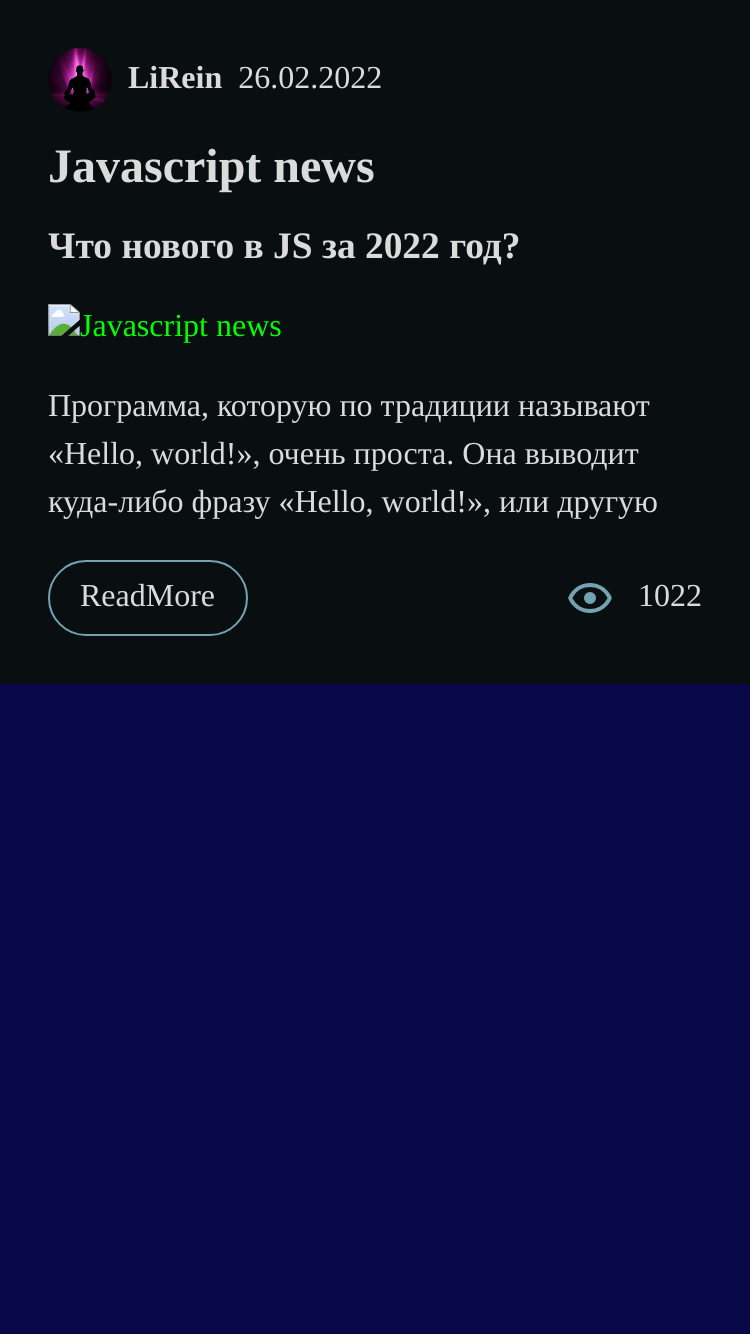 LiRein 26.02.2022
Javascript news
Что нового в JS за 2022 год?
Javascript news
Программа, которую по традиции называют
«Hello, world!», очень проста. Она выводит
куда-либо фразу «Hello, world!», или другую
ReadMore 1022